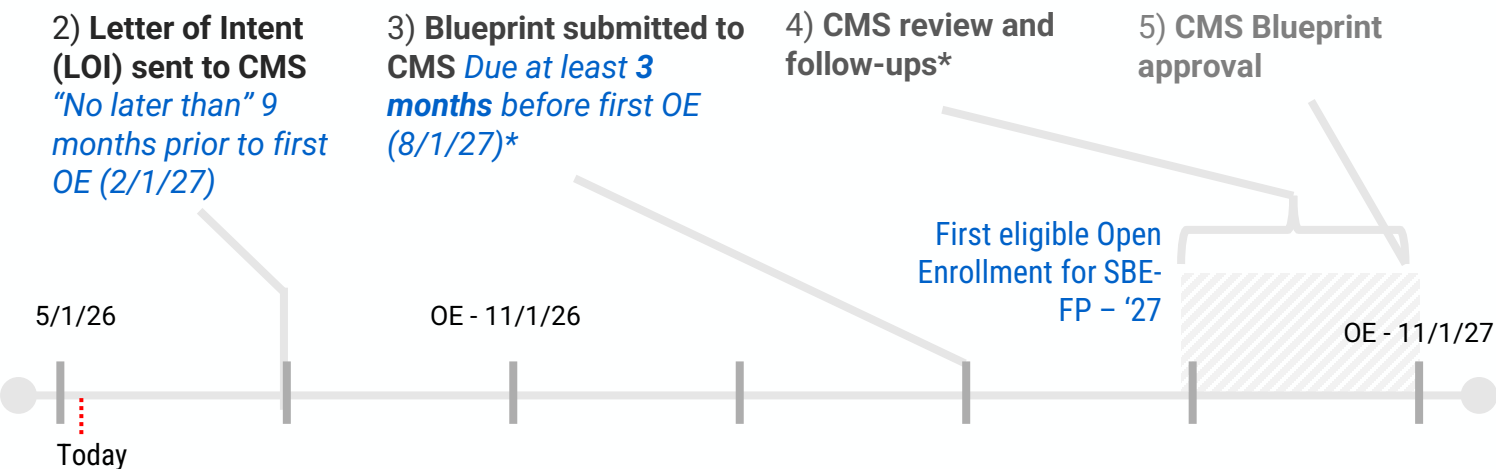 2) Letter of Intent
(LOI) sent to CMS
“No later than” 9
months prior to first
OE (2/1/27)
3) Blueprint submitted to
CMS Due at least 3
months before first OE
(8/1/27)*
4) CMS review and
follow-ups*
5) CMS Blueprint
approval
First eligible Open
Enrollment for SBE-
FP – ‘27
5/1/26
OE - 11/1/26
OE - 11/1/27
Today